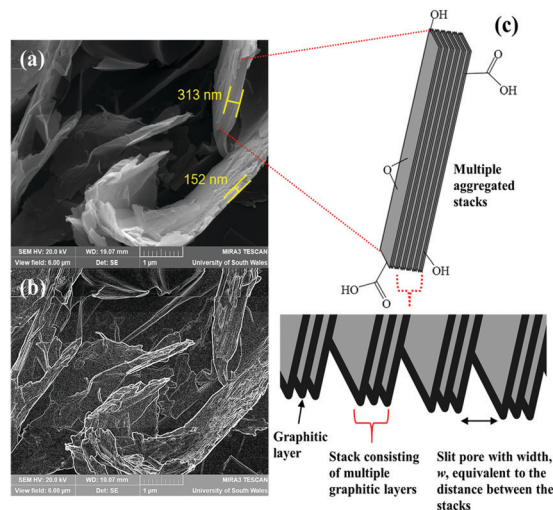 (a)
313 nm
152 nm
SEM HV: 20.0 kV
WD: 19.07 mm
MIRA3 TESCAN
View field: 6.00 µm
Det: SE
1 µm
University of South Wales
(b)
SEM HV: 20.0 kV
WD: 19.07 mm
MIRA3 TESCAN
View field: 6.00 µm
Det: SE
1 µm
University of South Wales
(c)
OH
O
OH
O
Multiple
aggregated
stacks
OH
HO
O
Graphitic
layer
Stack consisting
of multiple
graphitic layers
Slit pore with width,
w, equivalent to the
distance between the
stacks